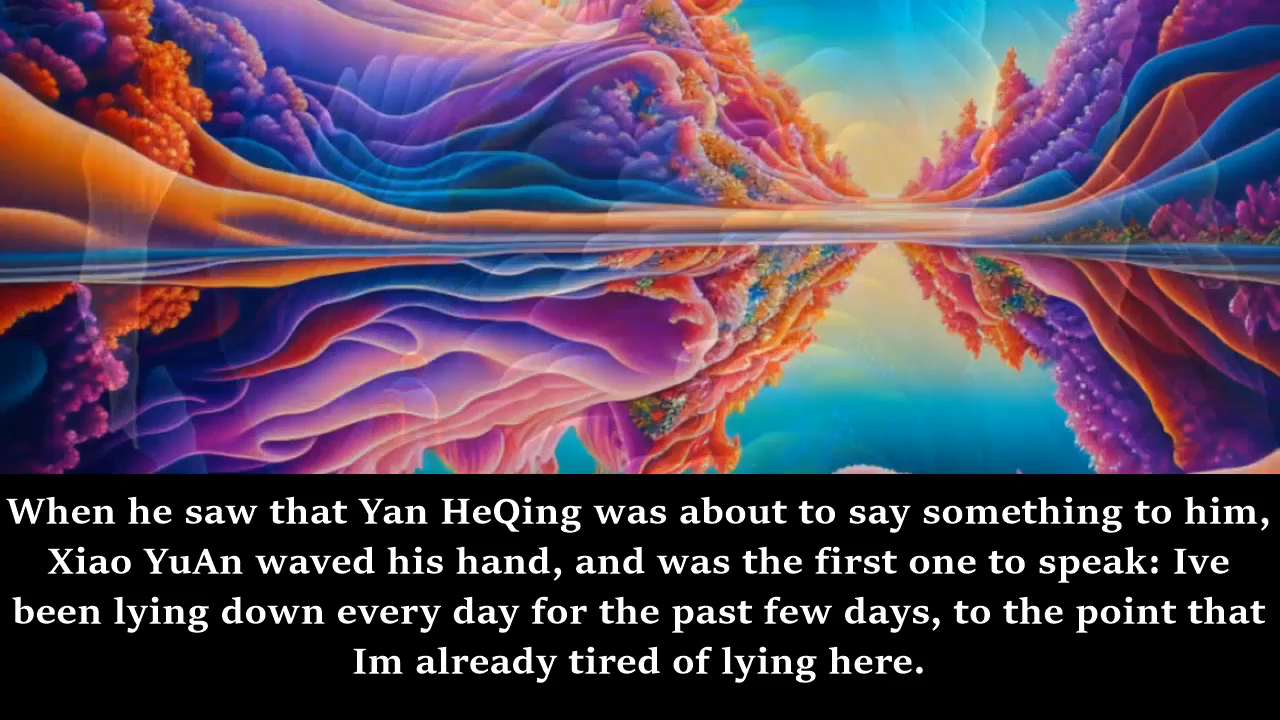 When he saw that Yan HeQing was about to say something to him,
Xiao YuAn waved his hand, and was the first one to speak: Ive
been lying down every day for the past few days, to the point that
Im already tired of lying here.